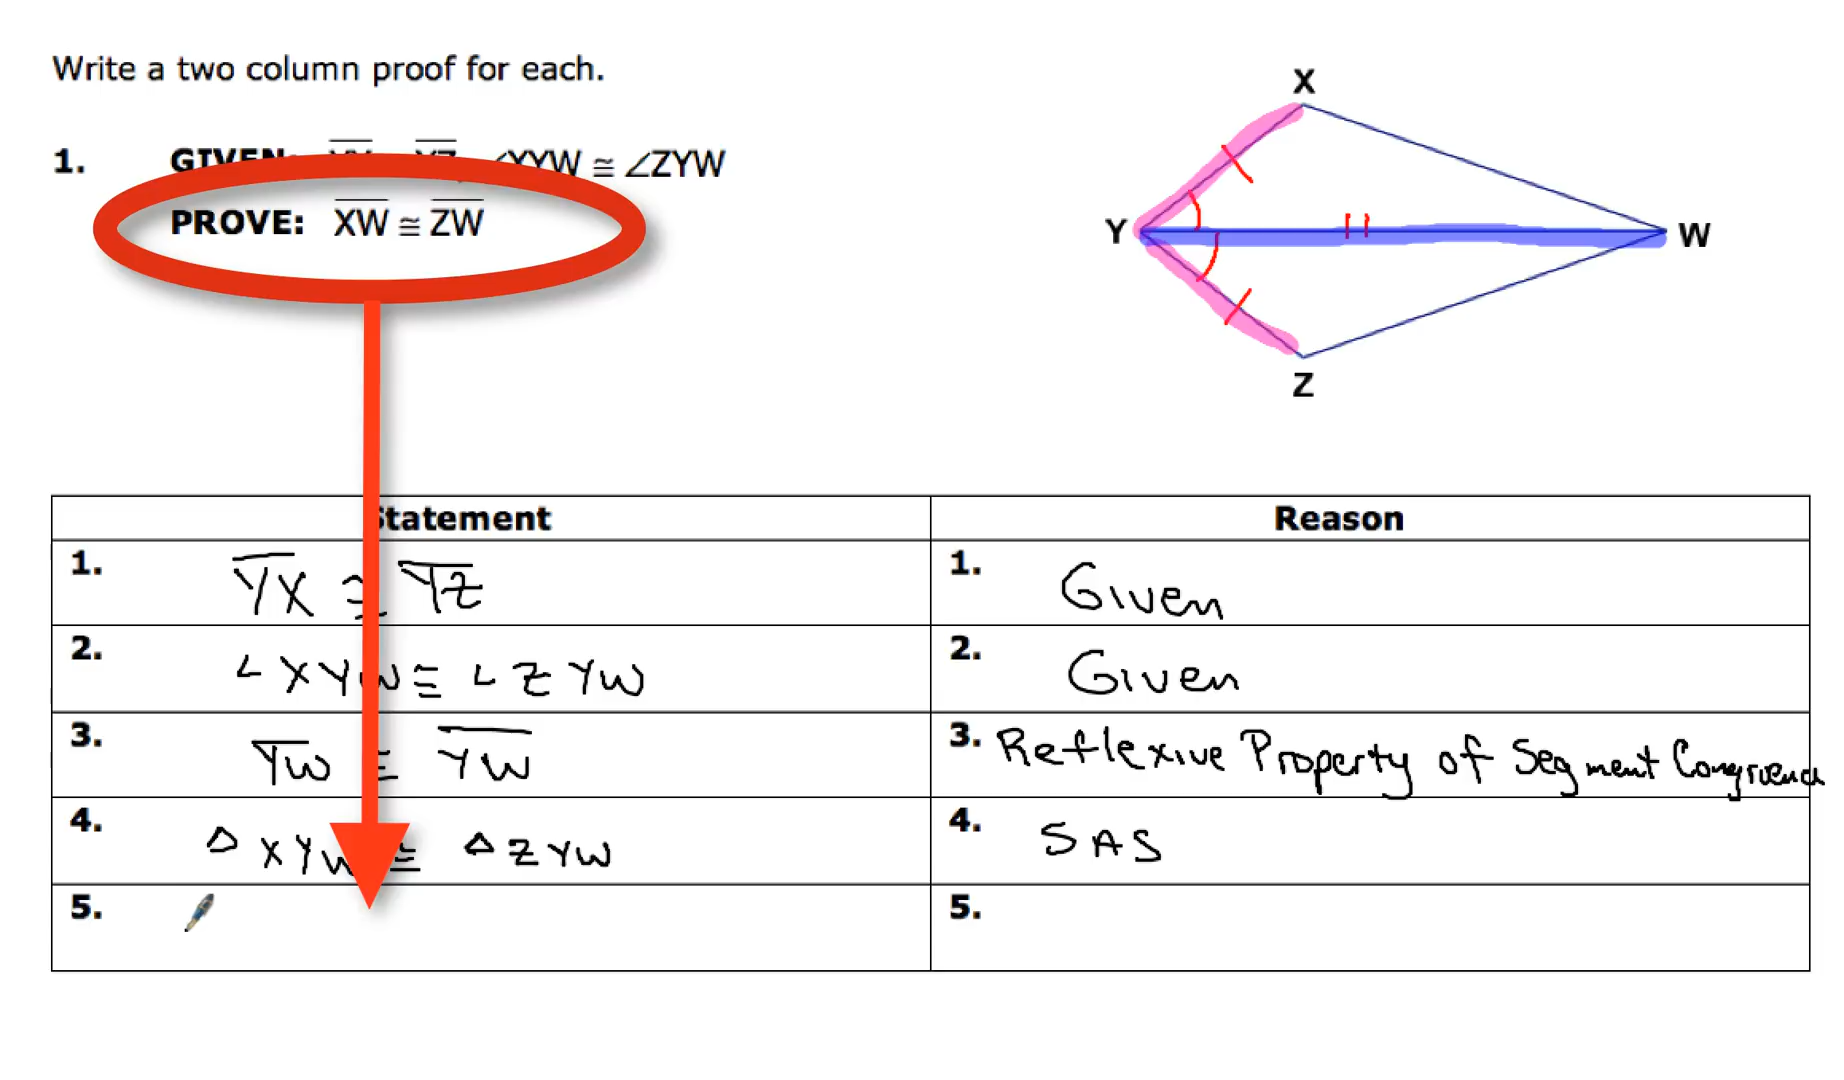 Write a two column proof for each.
X
1. GIVEN: YZ, ∠XYW ≅ ∠ZYW
PROVE: XW ≅ ZW
Y
W
Z
Statement Reason
1. YX ≅ YZ 1. Given
2. ∠XYW ≅ ∠ZYW 2. Given
3. YW ≅ YW 3. Reflexive Property of Segment Congruence
4. △XYW ≅ △ZYW 4. SAS
5. 5.